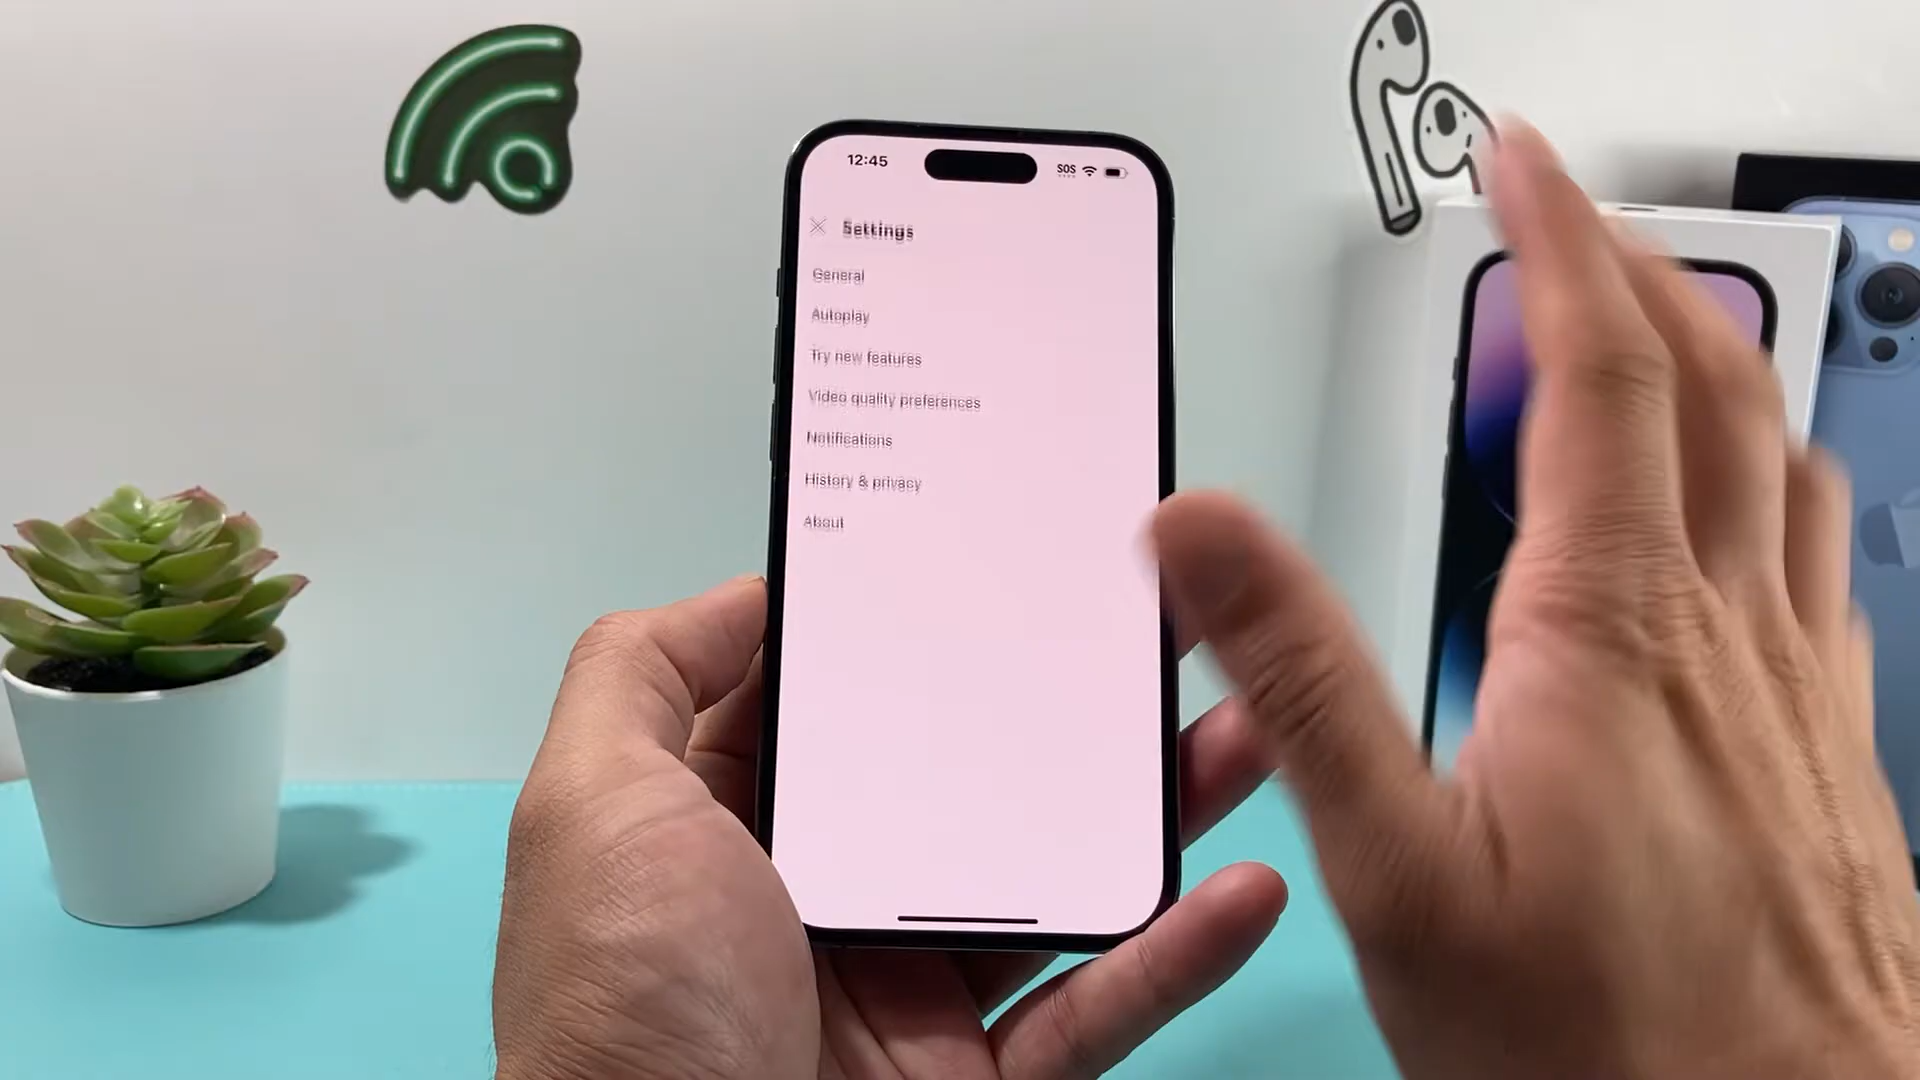 12:45
SOS
Settings
General
Autoplay
Try new features
Video quality preferences
Notifications
History & privacy
About